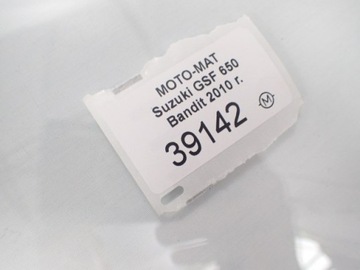 MOTO-MAT
Suzuki GSF 650
Bandit 2010 r.
39142
M